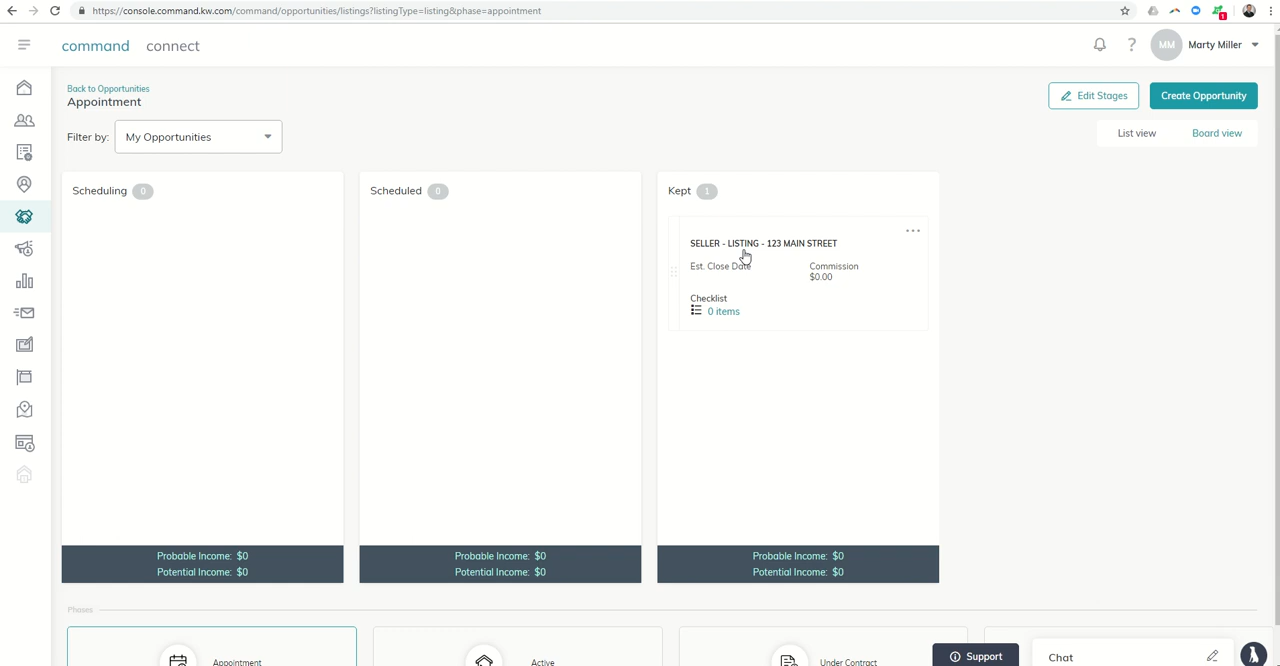 https://console.command.kw.com/command/opportunities/listings?listingType=listing&phase=appointment
1
command connect
MM Marty Miller
Back to Opportunities
Appointment
Edit Stages
Create Opportunity
Filter by: My Opportunities
List view
Board view
Scheduling 0
Scheduled 0
Kept 1
SELLER - LISTING - 123 MAIN STREET
Est. Close Date
Commission
$0.00
Checklist
0 items
Probable Income: $0
Potential Income: $0
Probable Income: $0
Potential Income: $0
Probable Income: $0
Potential Income: $0
Phases
Appointment
Active
Under Contract
Support
Chat